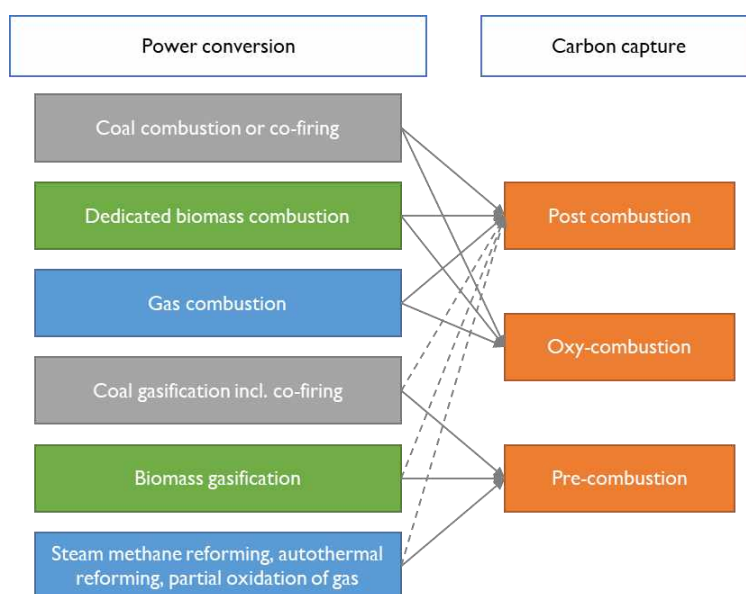 Power conversion
Carbon capture
Coal combustion or co-firing
Dedicated biomass combustion
Post combustion
Gas combustion
Oxy-combustion
Coal gasification incl. co-firing
Biomass gasification
Pre-combustion
Steam methane reforming, autothermal
reforming, partial oxidation of gas